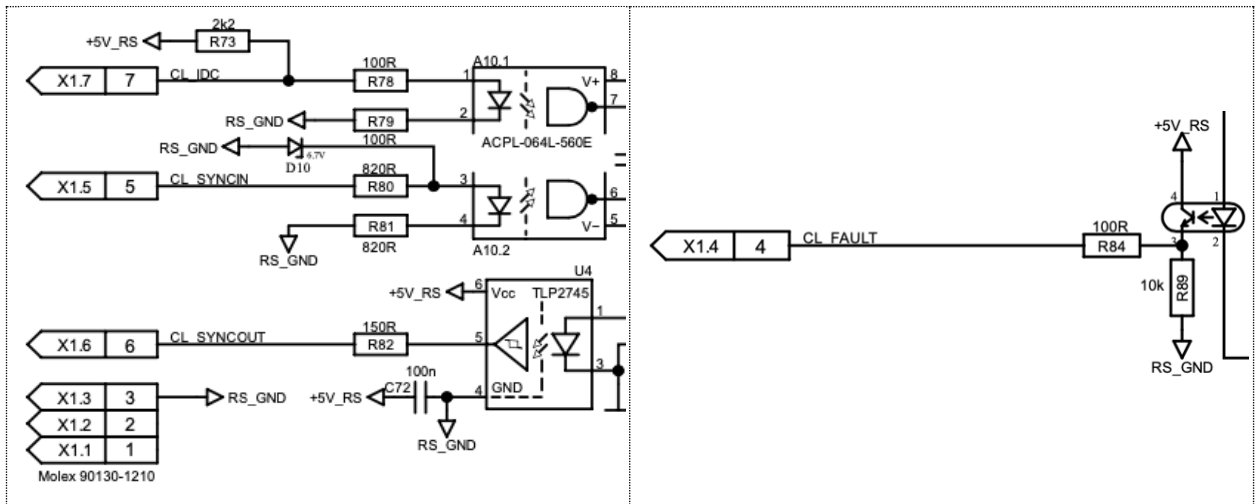 2k2
+5V_RS
R73
X1.7 7 CL_IDC
100R
R78
1
A10.1
V+
8
7
RS_GND
R79
2
100R
ACPL-064L-560E
RS_GND
D10
6.7V
X1.5 5 CL_SYNCIN
820R
R80
3
6
R81
4
V−
5
820R
A10.2
RS_GND
U4
+5V_RS
6
Vcc
TLP2745
1
X1.6 6 CL_SYNCOUT
150R
R82
5
3
100n
X1.3 3
RS_GND
+5V_RS
C72
4
GND
X1.2 2
RS_GND
X1.1 1
Molex 90130-1210
+5V_RS
4
1
X1.4 4 CL_FAULT
100R
R84
3
2
10k
R89
RS_GND